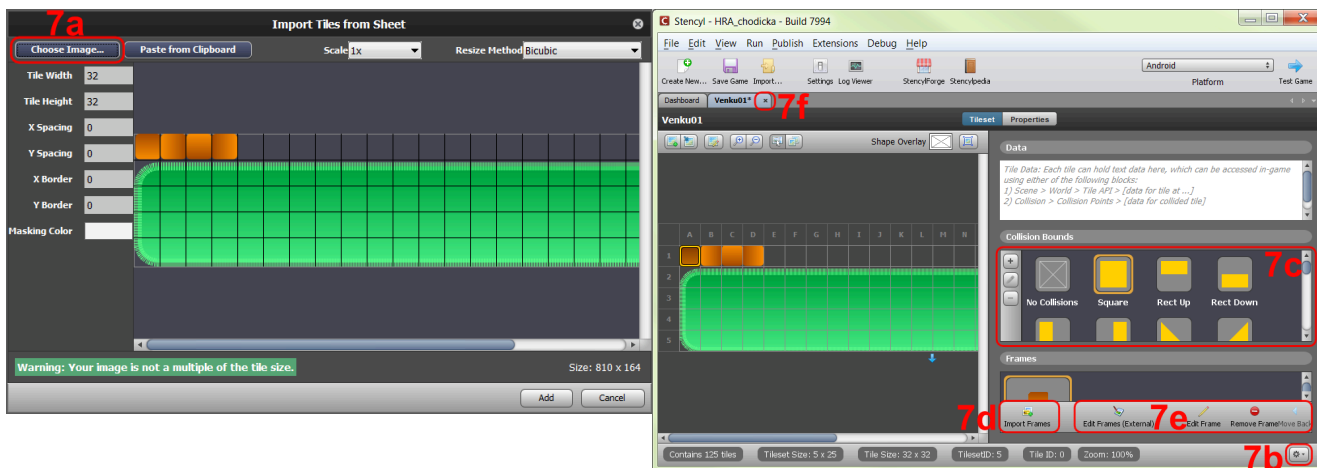 Import Tiles from Sheet
7a
Choose Image...
Paste from Clipboard
Scale 1x
Resize Method Bicubic
Tile Width 32
Tile Height 32
X Spacing 0
Y Spacing 0
X Border 0
Y Border 0
Masking Color
Warning: Your image is not a multiple of the tile size.
Size: 810 x 164
Add
Cancel
Stencyl - HRA_chodicka - Build 7994
File Edit View Run Publish Extensions Debug Help
Create New... Save Game Import... Settings Log Viewer StencylForge Stencylpedia
Android
Platform
Test Game
Dashboard Venku01* x
7f
Venku01
Tileset Properties
Shape Overlay
A B C D E F G H I J K L M N
1
2
3
4
5
Data
Tile Data: Each tile can hold text data here, which can be accessed in-game
using either of the following blocks:
1) Scene > World > Tile API > [data for tile at ...]
2) Collision > Collision Points > [data for collided tile]
Collision Bounds
7c
No Collisions Square Rect Up Rect Down
Frames
7d
Import Frames
7e
Edit Frames (External) Edit Frame Remove Frame Move Back
Contains 125 tiles Tileset Size: 5 x 25 Tile Size: 32 x 32 TilesetID: 5 Tile ID: 0 Zoom: 100%
7b